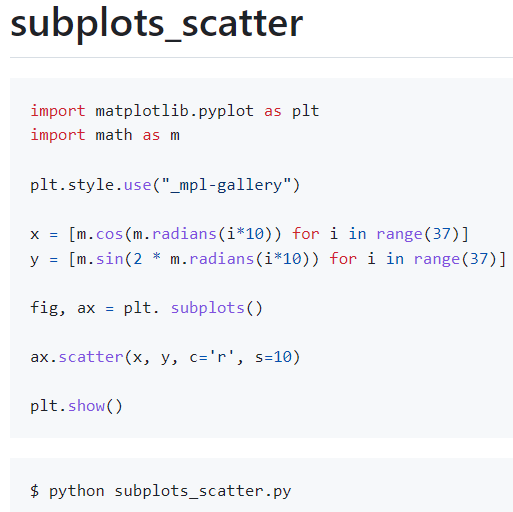 subplots_scatter
import matplotlib.pyplot as plt
import math as m
plt.style.use("_mpl-gallery")
x = [m.cos(m.radians(i*10)) for i in range(37)]
y = [m.sin(2 * m.radians(i*10)) for i in range(37)]
fig, ax = plt. subplots()
ax.scatter(x, y, c='r', s=10)
plt.show()
$ python subplots_scatter.py